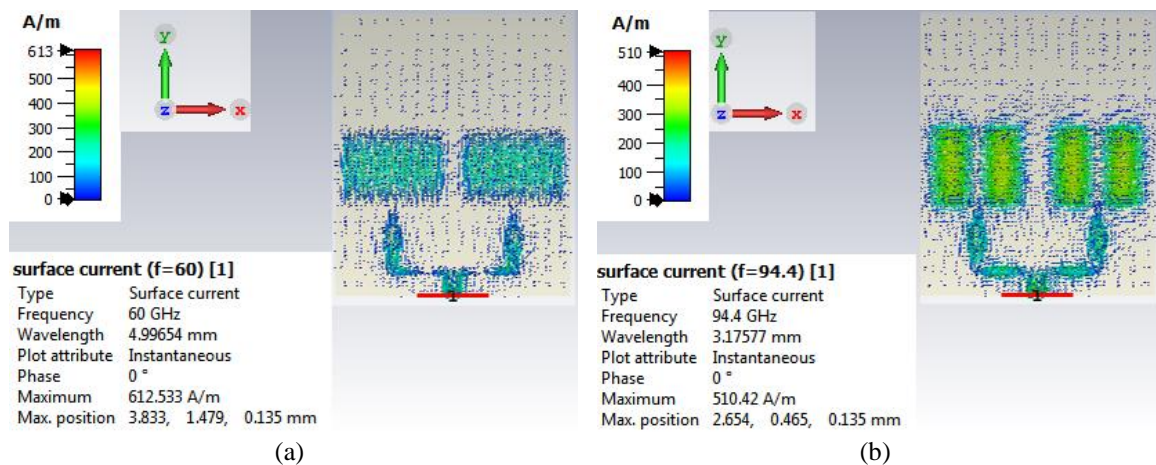 A/m
613
500
400
300
200
100
0
y
z
x
1
surface current (f=60) [1]
Type Surface current
Frequency 60 GHz
Wavelength 4.99654 mm
Plot attribute Instantaneous
Phase 0 °
Maximum 612.533 A/m
Max. position 3.833, 1.479, 0.135 mm
(a)
A/m
510
400
300
200
100
0
y
z
x
1
surface current (f=94.4) [1]
Type Surface current
Frequency 94.4 GHz
Wavelength 3.17577 mm
Plot attribute Instantaneous
Phase 0 °
Maximum 510.42 A/m
Max. position 2.654, 0.465, 0.135 mm
(b)